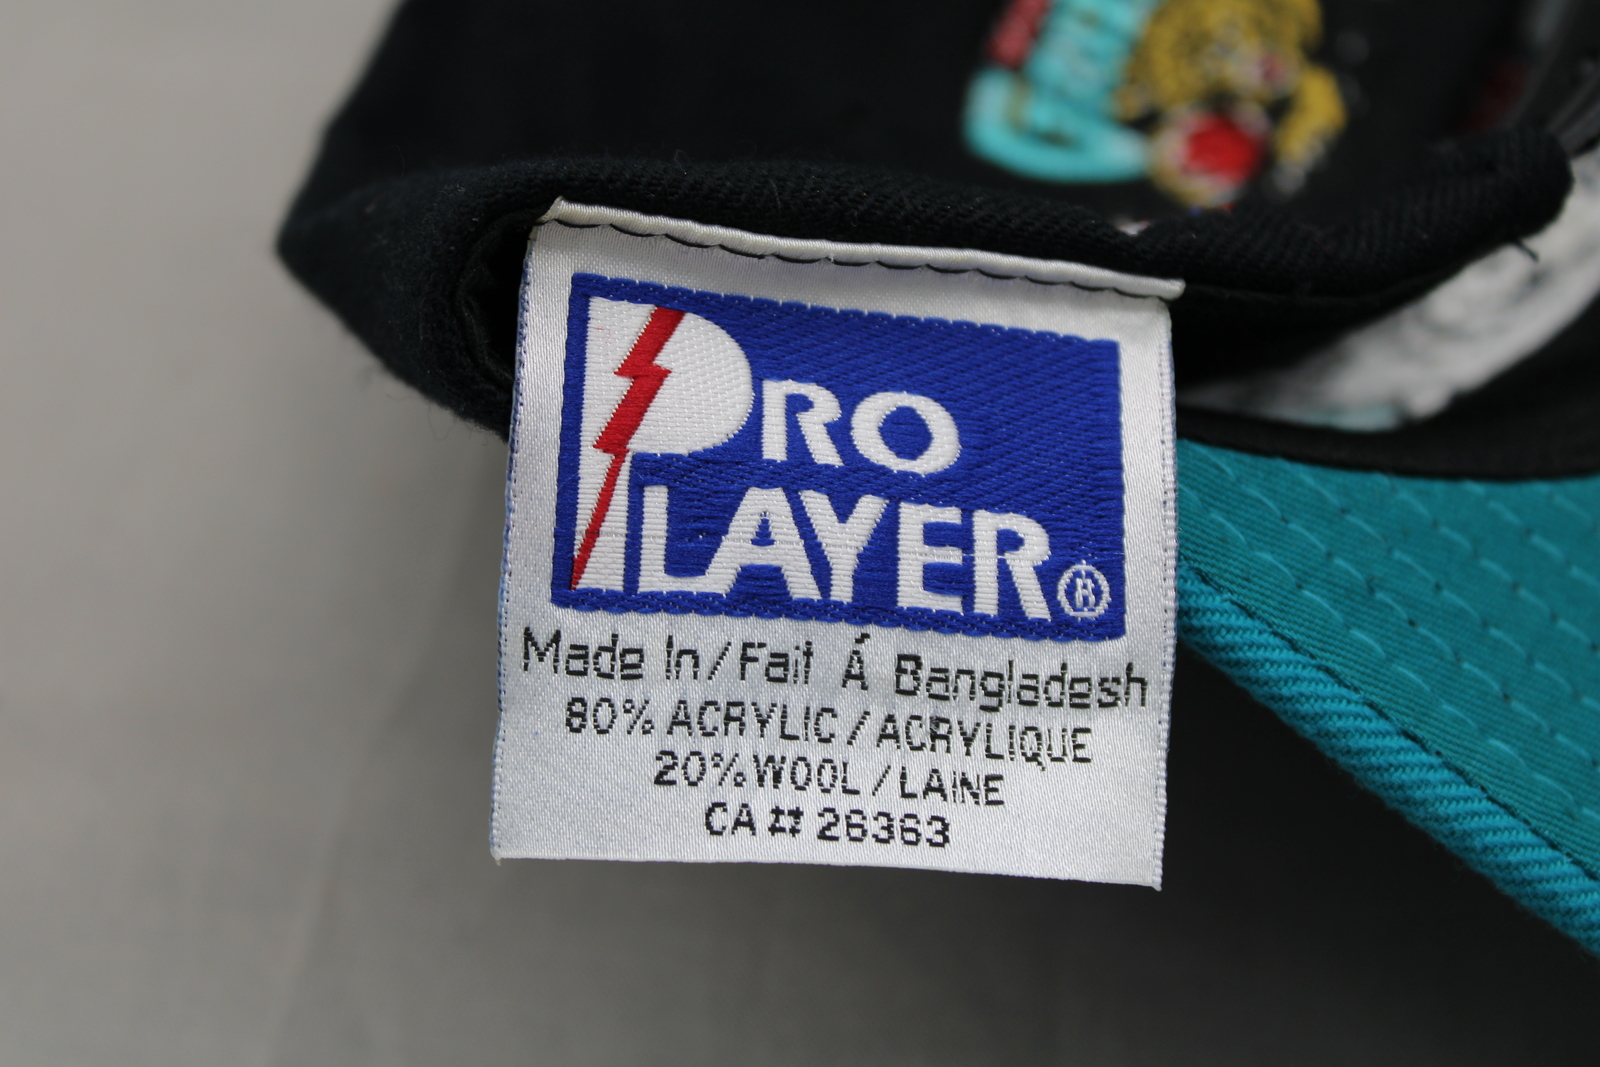 PRO
PLAYER®
Made In/Fait Á Bangladesh
80% ACRYLIC / ACRYLIQUE
20% WOOL / LAINE
CA # 26363